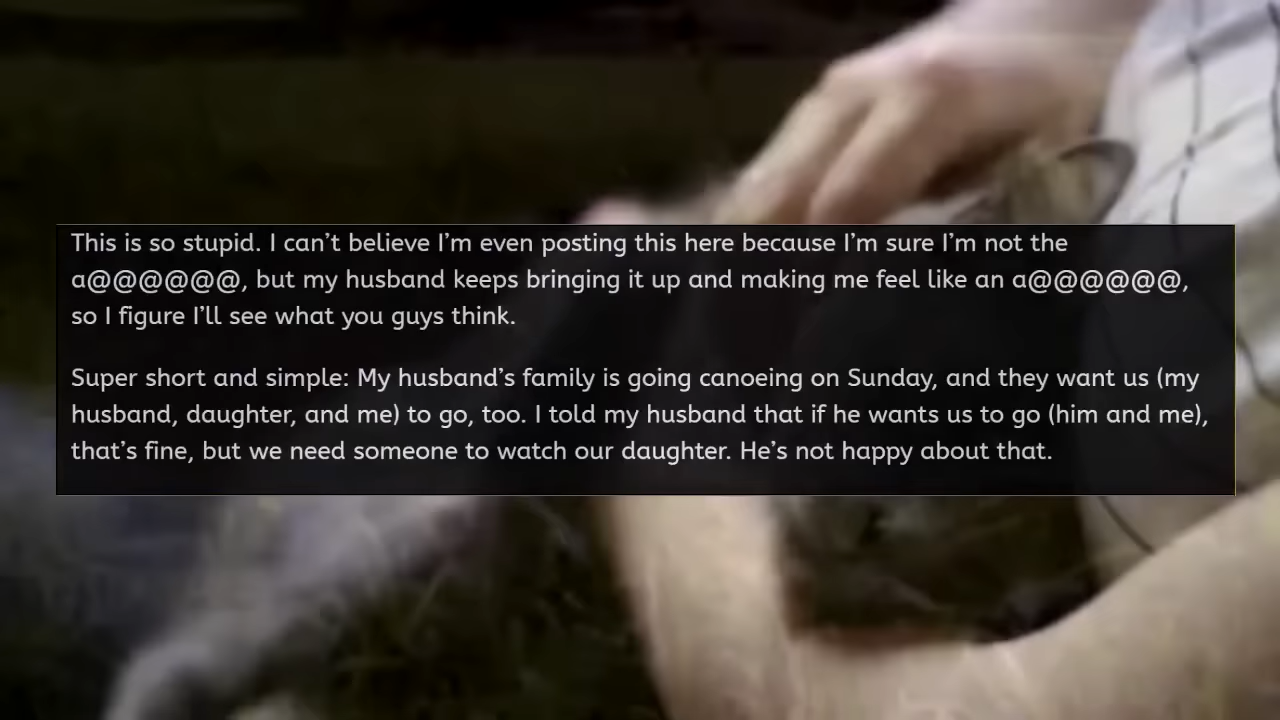 This is so stupid. I can’t believe I’m even posting this here because I’m sure I’m not the
a@@@@@@, but my husband keeps bringing it up and making me feel like an a@@@@@@,
so I figure I’ll see what you guys think.
Super short and simple: My husband’s family is going canoeing on Sunday, and they want us (my
husband, daughter, and me) to go, too. I told my husband that if he wants us to go (him and me),
that’s fine, but we need someone to watch our daughter. He’s not happy about that.